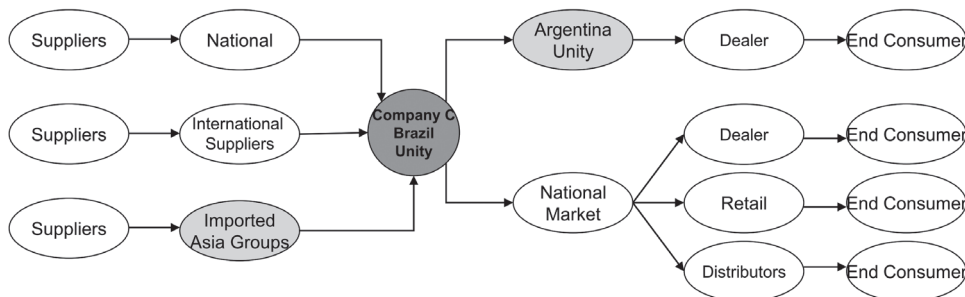 Suppliers
National
Argentina
Unity
Dealer
End Consumer
Suppliers
International
Suppliers
Company C
Brazil
Unity
Dealer
End Consumer
Suppliers
Imported
Asia Groups
National
Market
Retail
End Consumer
Distributors
End Consumer